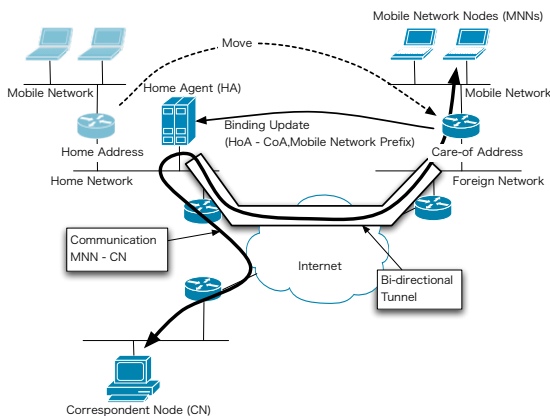 Mobile Network Nodes (MNNs)
Move
Mobile Network
Home Agent (HA)
Mobile Network
Binding Update
(HoA - CoA,Mobile Network Prefix)
Home Address
Care-of Address
Home Network
Foreign Network
Communication
MNN - CN
Internet
Bi-directional
Tunnel
Correspondent Node (CN)